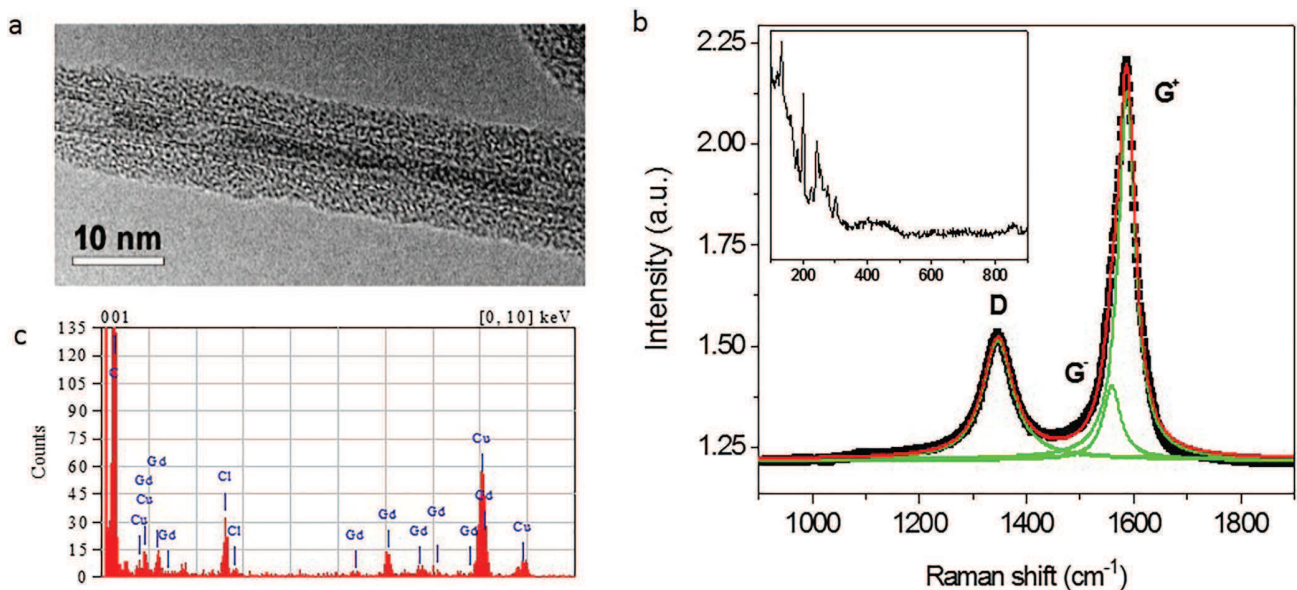 a
10 nm
b
2.25
2.00
1.75
1.50
1.25
Intensity (a.u.)
200 400 600 800
D
G⁻
G⁺
1000 1200 1400 1600 1800
Raman shift (cm⁻¹)
c
001 [0, 10] keV
135
120
105
90
75
60
45
30
15
0
Counts
C
Gd
Gd
Cu
Cu
Gd
Cl
Cl
Gd
Gd
Gd
Gd
Gd
Cu
Gd
Cu